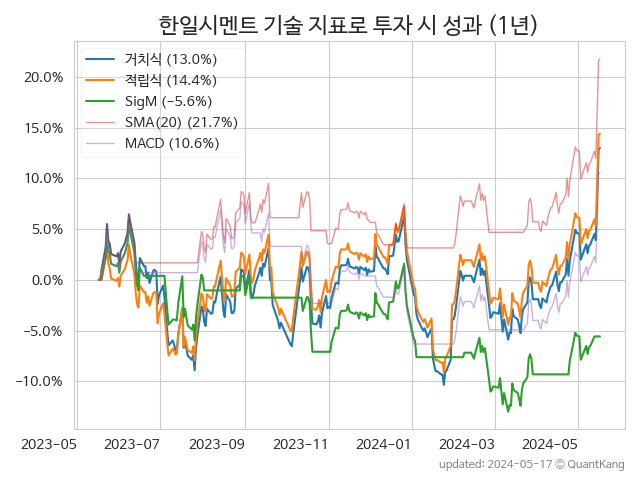 한일시멘트 기술 지표로 투자 시 성과 (1년)
거치식 (13.0%)
적립식 (14.4%)
SigM (−5.6%)
SMA(20) (21.7%)
MACD (10.6%)
20.0%
15.0%
10.0%
5.0%
0.0%
−5.0%
−10.0%
2023-05 2023-07 2023-09 2023-11 2024-01 2024-03 2024-05
updated: 2024-05-17 © QuantKang